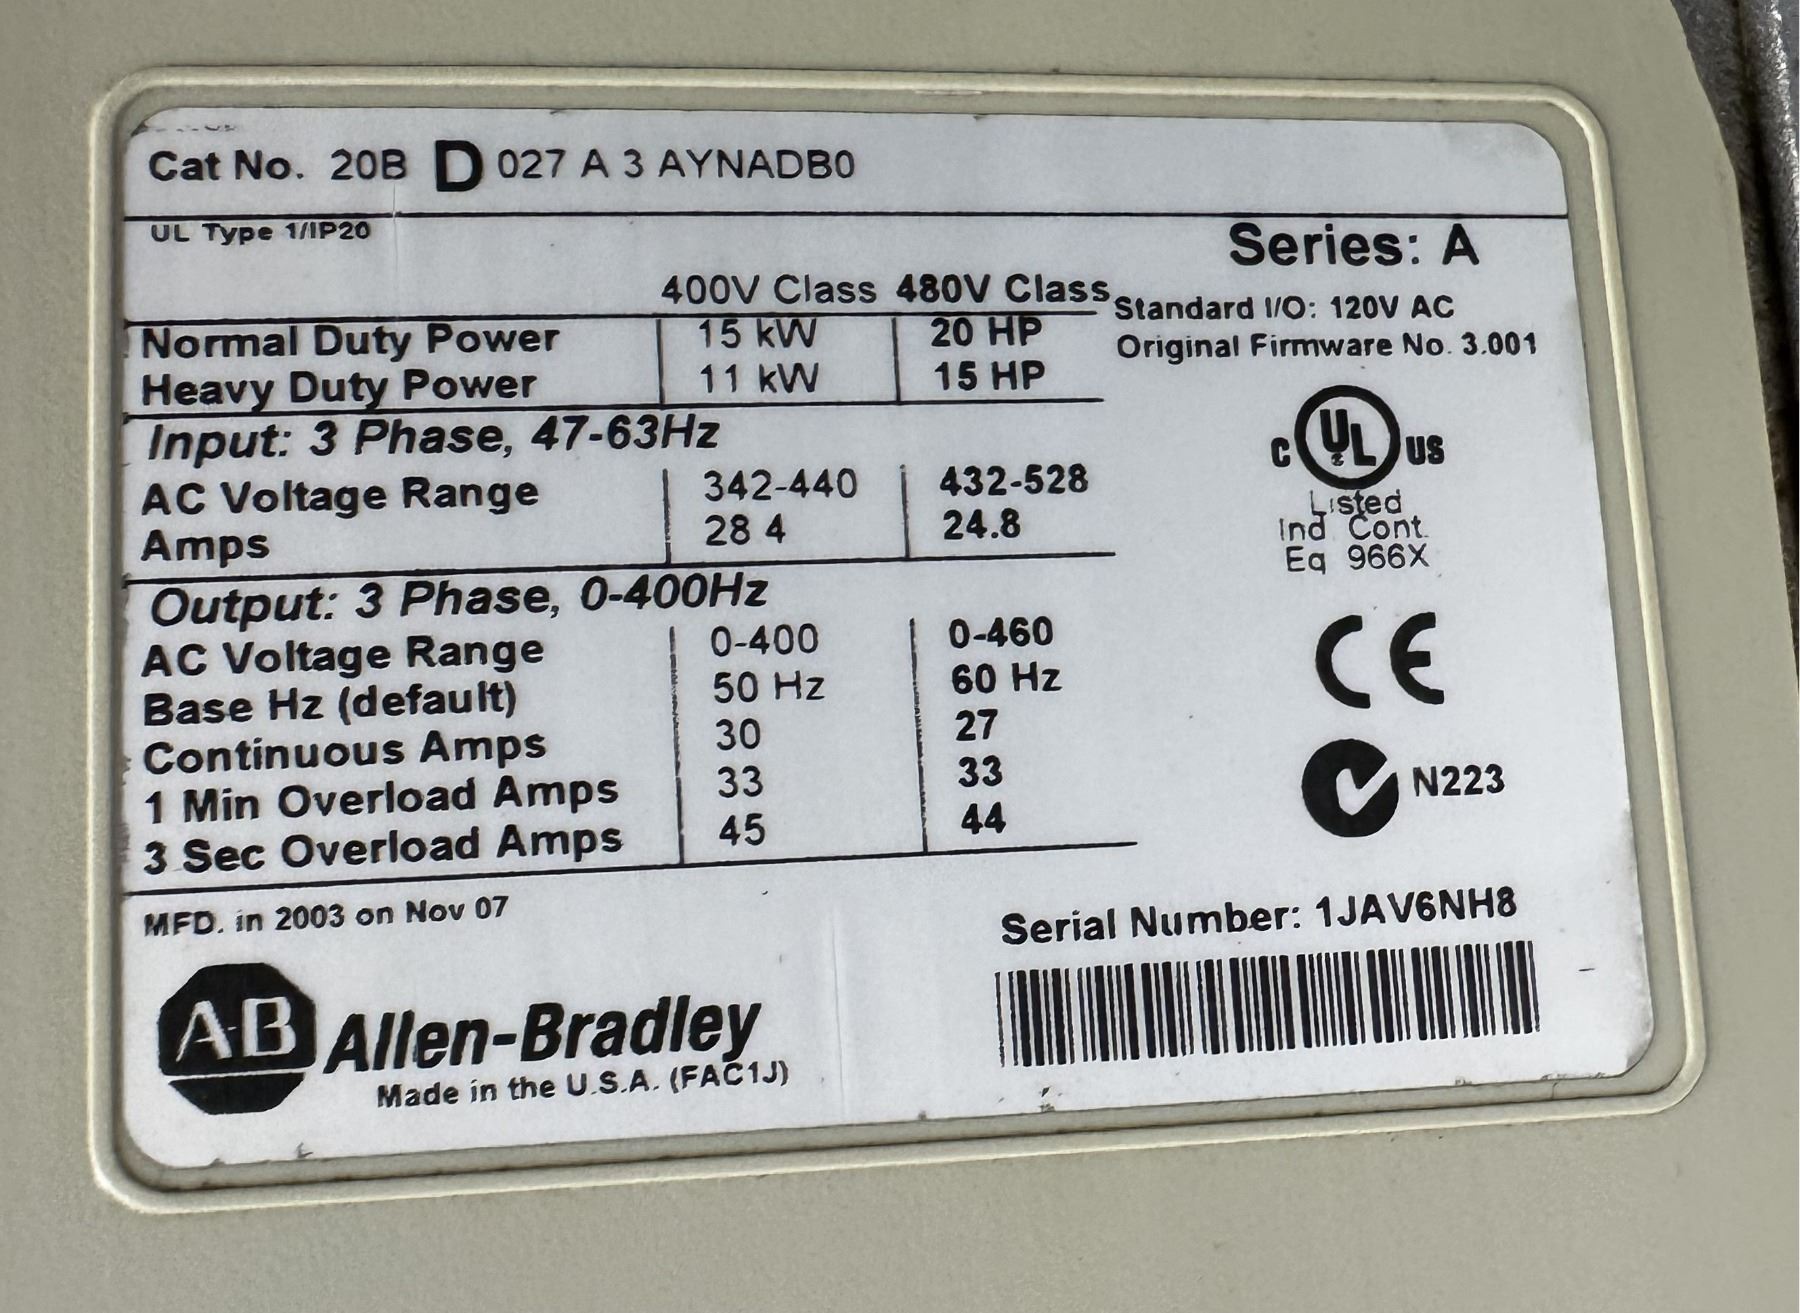 Cat No. 20B D 027 A 3 AYNADB0
UL Type 1/IP20
Series: A
400V Class 480V Class
Standard I/O: 120V AC
Original Firmware No. 3.001
Normal Duty Power 15 kW 20 HP
Heavy Duty Power 11 kW 15 HP
Input: 3 Phase, 47-63Hz
AC Voltage Range 342-440 432-528
Amps 28 4 24.8
C UL US
Listed
Ind Cont
Eq 966X
Output: 3 Phase, 0-400Hz
AC Voltage Range 0-400 0-460
Base Hz (default) 50 Hz 60 Hz
Continuous Amps 30 27
1 Min Overload Amps 33 33
3 Sec Overload Amps 45 44
CE
N223
MFD. in 2003 on Nov 07
Serial Number: 1JAV6NH8
A-B Allen-Bradley
Made in the U.S.A. (FAC1J)